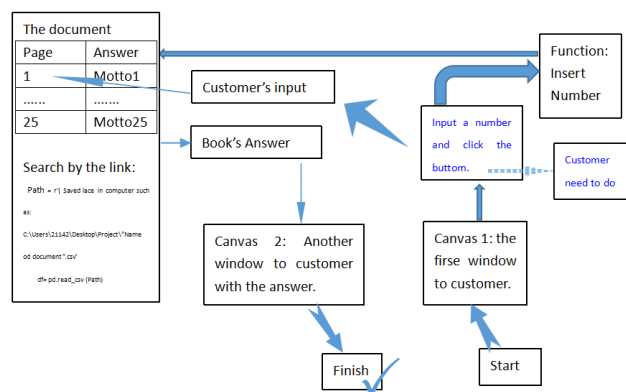 The document
Page Answer
1 Motto1
...... .......
25 Motto25
Search by the link:
Path = r'( Saved lace in computer such
as:
C:\Users\21142\Desktop\Project\"Name
od document ".csv'
df= pd.read_csv (Path)
Customer's input
Book's Answer
Canvas 2: Another
window to customer
with the answer.
Finish
Function:
Insert
Number
Input a number
and click the
buttom.
Customer
need to do
Canvas 1: the
firse window
to customer.
Start